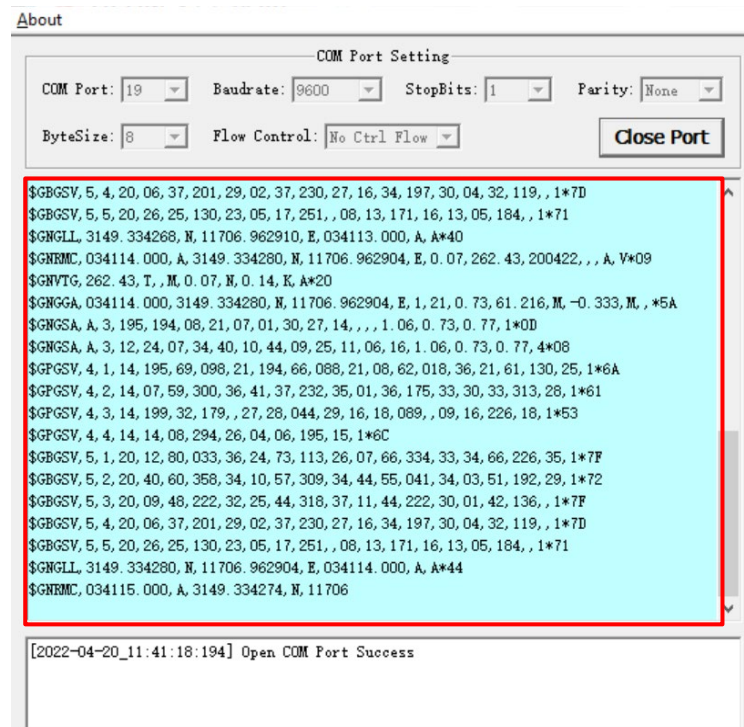 About
COM Port Setting
COM Port: 19 Baudrate: 9600 StopBits: 1 Parity: None
ByteSize: 8 Flow Control: No Ctrl Flow Close Port
$GBGSV, 5, 4, 20, 06, 37, 201, 29, 02, 37, 230, 27, 16, 34, 197, 30, 04, 32, 119, , 1*7D
$GBGSV, 5, 5, 20, 26, 25, 130, 23, 05, 17, 251, , 08, 13, 171, 16, 13, 05, 184, , 1*71
$GNGLL, 3149. 334268, N, 11706. 962910, E, 034113. 000, A, A*40
$GNRMC, 034114. 000, A, 3149. 334280, N, 11706. 962904, E, 0. 07, 262. 43, 200422, , , A, V*09
$GNVTG, 262. 43, T, , M, 0. 07, N, 0. 14, K, A*20
$GNGGA, 034114. 000, 3149. 334280, N, 11706. 962904, E, 1, 21, 0. 73, 61. 216, M, -0. 333, M, , *5A
$GNGSA, A, 3, 195, 194, 08, 21, 07, 01, 30, 27, 14, , , , 1. 06, 0. 73, 0. 77, 1*0D
$GNGSA, A, 3, 12, 24, 07, 34, 40, 10, 44, 09, 25, 11, 06, 16, 1. 06, 0. 73, 0. 77, 4*08
$GPGSV, 4, 1, 14, 195, 69, 098, 21, 194, 66, 088, 21, 08, 62, 018, 36, 21, 61, 130, 25, 1*6A
$GPGSV, 4, 2, 14, 07, 59, 300, 36, 41, 37, 232, 35, 01, 36, 175, 33, 30, 33, 313, 28, 1*61
$GPGSV, 4, 3, 14, 199, 32, 179, , 27, 28, 044, 29, 16, 18, 089, , 09, 16, 226, 18, 1*53
$GPGSV, 4, 4, 14, 14, 08, 294, 26, 04, 06, 195, 15, 1*6C
$GBGSV, 5, 1, 20, 12, 80, 033, 36, 24, 73, 113, 26, 07, 66, 334, 33, 34, 66, 226, 35, 1*7F
$GBGSV, 5, 2, 20, 40, 60, 358, 34, 10, 57, 309, 34, 44, 55, 041, 34, 03, 51, 192, 29, 1*72
$GBGSV, 5, 3, 20, 09, 48, 222, 32, 25, 44, 318, 37, 11, 44, 222, 30, 01, 42, 136, , 1*7F
$GBGSV, 5, 4, 20, 06, 37, 201, 29, 02, 37, 230, 27, 16, 34, 197, 30, 04, 32, 119, , 1*7D
$GBGSV, 5, 5, 20, 26, 25, 130, 23, 05, 17, 251, , 08, 13, 171, 16, 13, 05, 184, , 1*71
$GNGLL, 3149. 334280, N, 11706. 962904, E, 034114. 000, A, A*44
$GNRMC, 034115. 000, A, 3149. 334274, N, 11706
[2022-04-20_11:41:18:194] Open COM Port Success